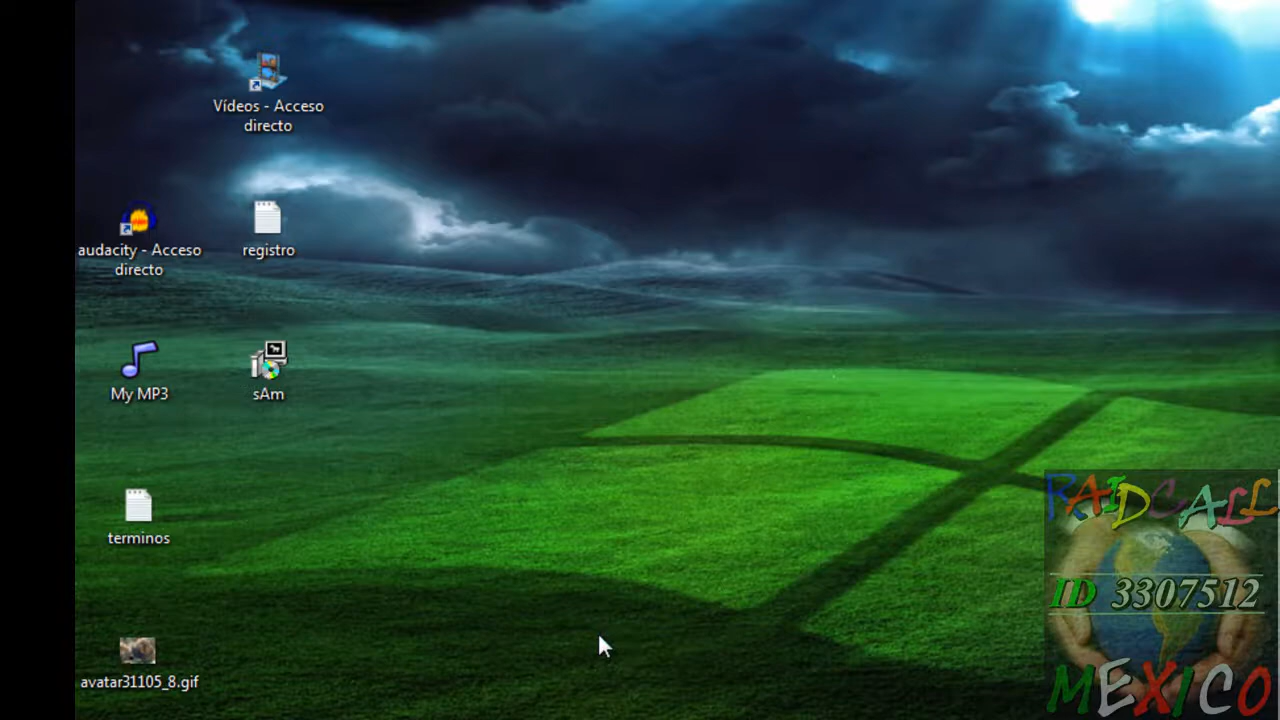 Vídeos - Acceso
directo
audacity - Acceso
directo
registro
My MP3
sAm
terminos
avatar31105_8.gif
RAIDCALL
ID 3307512
MEXICO